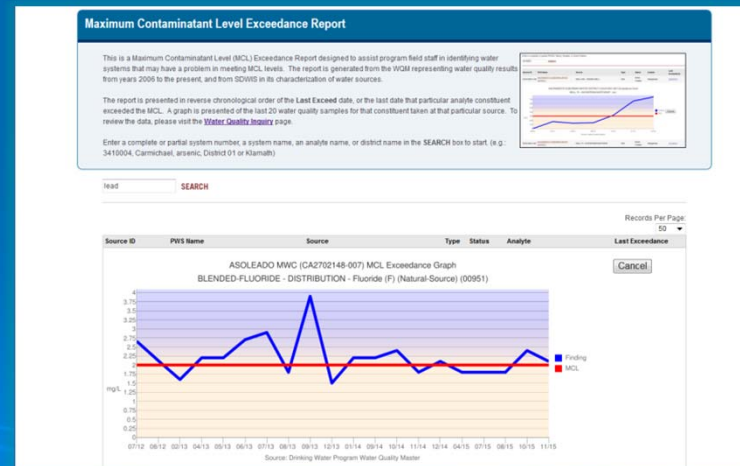 Maximum Contaminatant Level Exceedance Report
This is a Maximum Contaminatant Level (MCL) Exceedance Report designed to assist program field staff in identifying water
systems that may have a problem in meeting MCL levels. The report is generated from the WQM representing water quality results
from years 2006 to the present, and from SDWIS in its characterization of water sources.
The report is presented in reverse chronological order of the Last Exceed date, or the last date that particular analyte constituent
exceeded the MCL. A graph is presented of the last 20 water quality samples for that constituent taken at that particular source. To
review the data, please visit the Water Quality Inquiry page.
Enter a complete or partial system number, a system name, an analyte name, or district name in the SEARCH box to start. (e.g.:
3410004, Carmichael, arsenic, District 01 or Klamath)
lead SEARCH
Records Per Page:
50
Source ID PWS Name Source Type Status Analyte Last Exceedance
ASOLEADO MWC (CA2702148-007) MCL Exceedance Graph
Cancel
BLENDED-FLUORIDE - DISTRIBUTION - Fluoride (F) (Natural-Source) (00951)
4
3.75
3.5
3.25
3
2.75
2.5
2.25
2
1.75
1.5
1.25
1
0.75
0.5
0.25
0
mg/L
Finding
MCL
07/12 08/12 02/13 04/13 05/13 06/13 07/13 08/13 09/13 12/13 01/14 09/14 10/14 11/14 12/14 04/15 07/15 08/15 10/15 11/15
Source: Drinking Water Program Water Quality Master